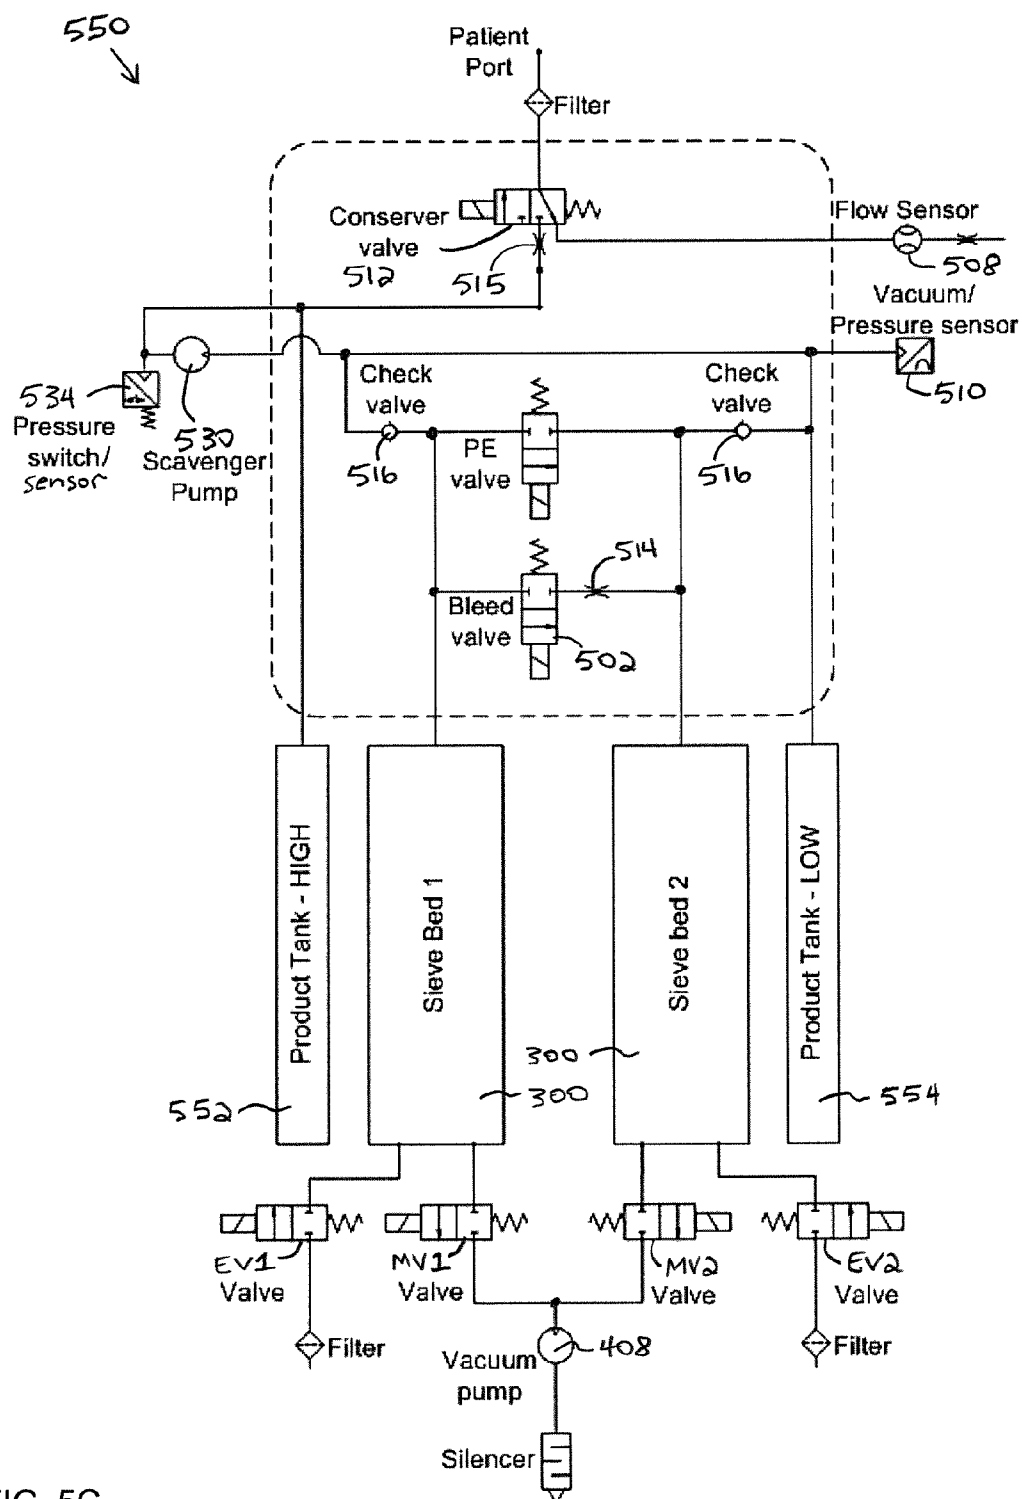 550
Patient
Port
Filter
Conserver
valve
512
515
Flow Sensor
508
Vacuum/
Pressure sensor
510
534
Pressure
switch/
sensor
530
Scavenger
Pump
Check
valve
516
PE
valve
Check
valve
516
514
Bleed
valve
502
Product Tank - HIGH
Sieve Bed 1
Sieve bed 2
Product Tank - LOW
552
300
300
554
EV1
Valve
MV1
Valve
MV2
Valve
EV2
Valve
Filter
Filter
Vacuum
pump
408
Silencer